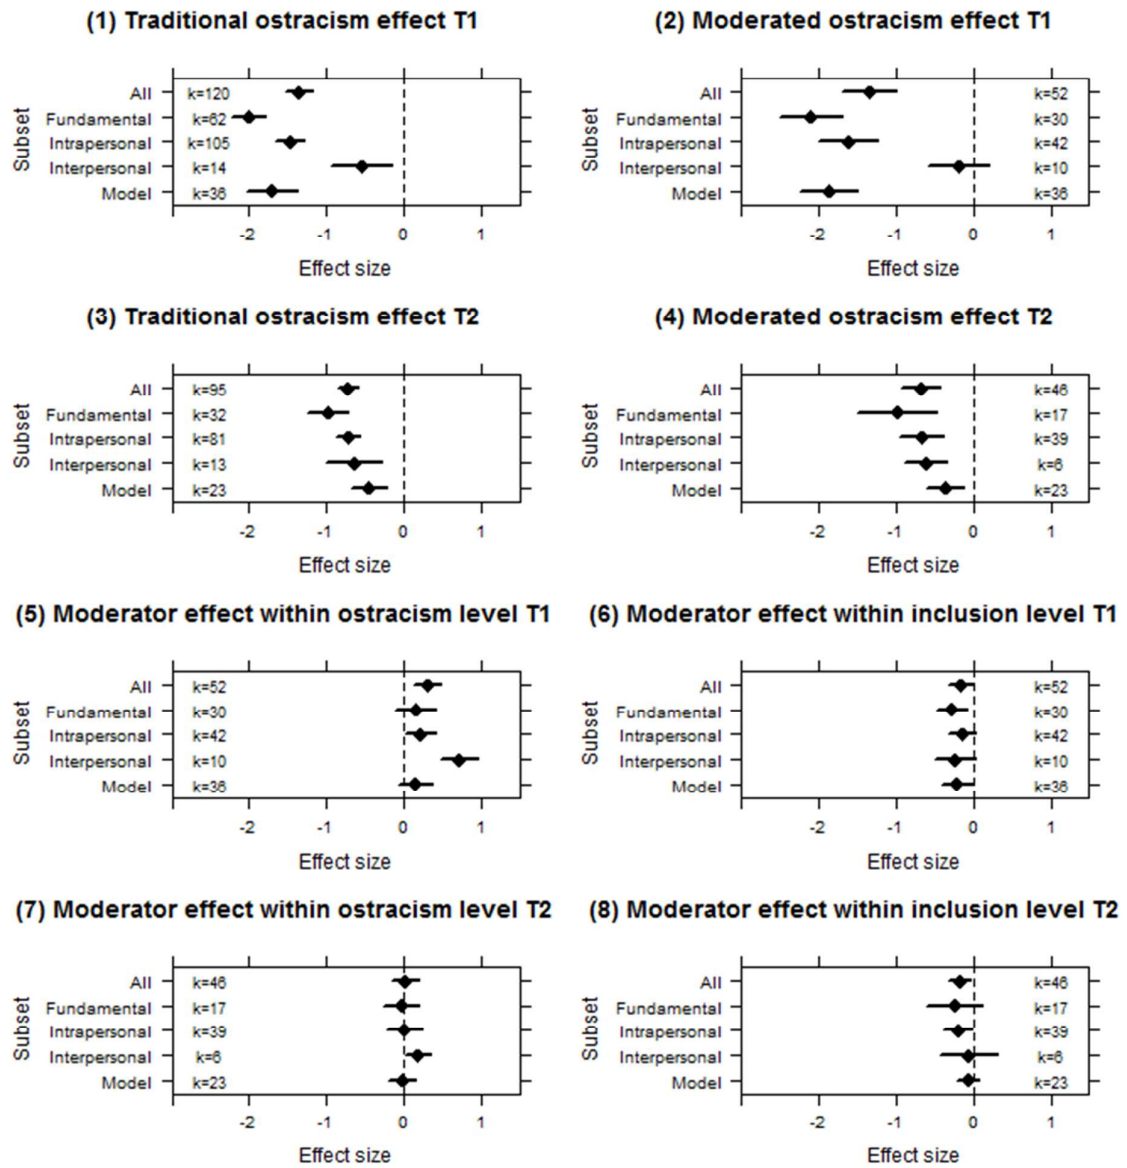 (1) Traditional ostracism effect T1
Subset
All k=120
Fundamental k=62
Intrapersonal k=105
Interpersonal k=14
Model k=36
-2 -1 0 1
Effect size
(2) Moderated ostracism effect T1
Subset
All k=52
Fundamental k=30
Intrapersonal k=42
Interpersonal k=10
Model k=36
-2 -1 0 1
Effect size
(3) Traditional ostracism effect T2
Subset
All k=95
Fundamental k=32
Intrapersonal k=81
Interpersonal k=13
Model k=23
-2 -1 0 1
Effect size
(4) Moderated ostracism effect T2
Subset
All k=46
Fundamental k=17
Intrapersonal k=39
Interpersonal k=6
Model k=23
-2 -1 0 1
Effect size
(5) Moderator effect within ostracism level T1
Subset
All k=52
Fundamental k=30
Intrapersonal k=42
Interpersonal k=10
Model k=36
-2 -1 0 1
Effect size
(6) Moderator effect within inclusion level T1
Subset
All k=52
Fundamental k=30
Intrapersonal k=42
Interpersonal k=10
Model k=36
-2 -1 0 1
Effect size
(7) Moderator effect within ostracism level T2
Subset
All k=46
Fundamental k=17
Intrapersonal k=39
Interpersonal k=6
Model k=23
-2 -1 0 1
Effect size
(8) Moderator effect within inclusion level T2
Subset
All k=46
Fundamental k=17
Intrapersonal k=39
Interpersonal k=6
Model k=23
-2 -1 0 1
Effect size